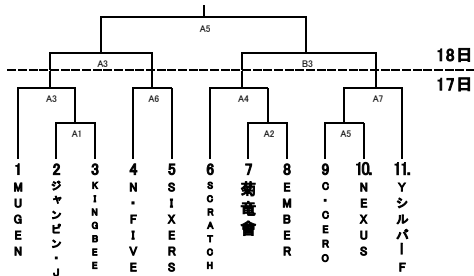 A5
18日
A3
B3
17日
A3
A6
A4
A7
A1
A2
A5
1 MUGEN
2 ジャンピン・J
3 KINGBEE
4 N・FIVE
5 SIXERS
6 SCRATCH
7 菊竜會
8 EMBER
9 C・CERO
10. NEXUS
11. Yシルバー F